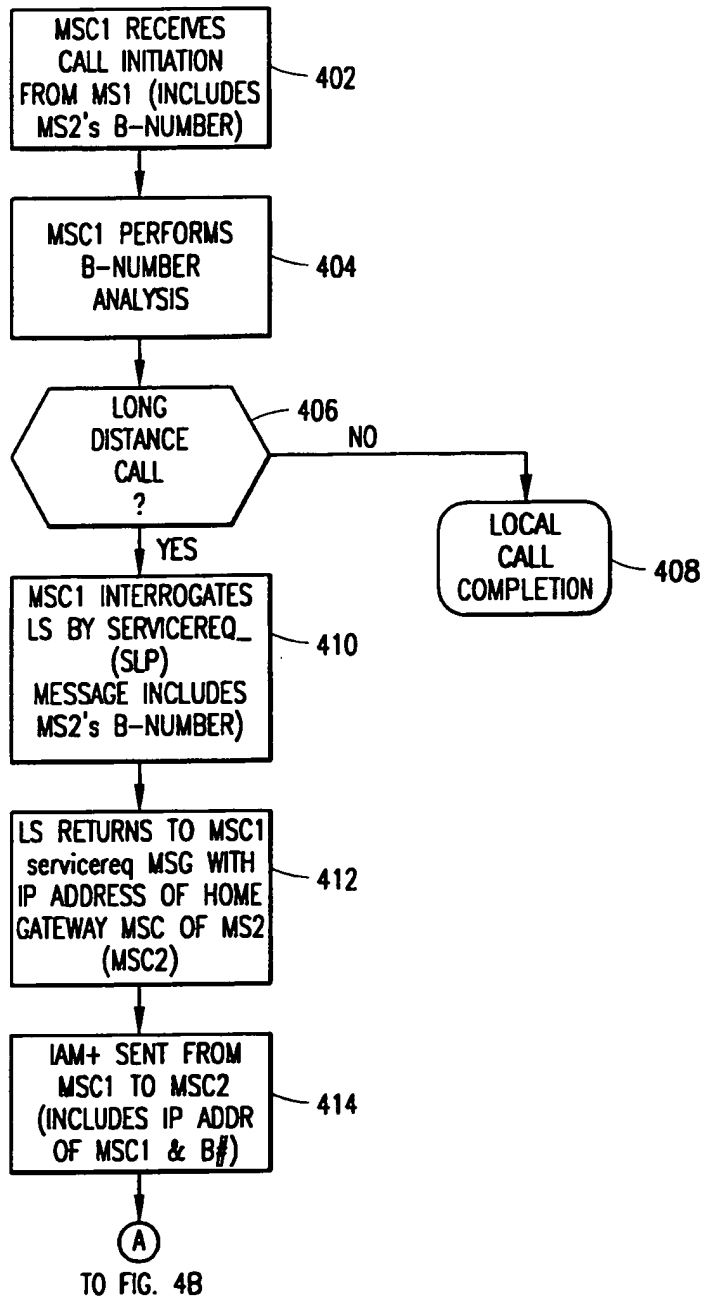 MSC1 RECEIVES
CALL INITIATION
FROM MS1 (INCLUDES
MS2's B-NUMBER)
402
MSC1 PERFORMS
B-NUMBER
ANALYSIS
404
LONG
DISTANCE
CALL
?
406
NO
LOCAL
CALL
COMPLETION
408
YES
MSC1 INTERROGATES
LS BY SERVICEREQ_
(SLP)
MESSAGE INCLUDES
MS2's B-NUMBER)
410
LS RETURNS TO MSC1
servicereq MSG WITH
IP ADDRESS OF HOME
GATEWAY MSC OF MS2
(MSC2)
412
IAM+ SENT FROM
MSC1 TO MSC2
(INCLUDES IP ADDR
OF MSC1 & B#)
414
A
TO FIG. 4B